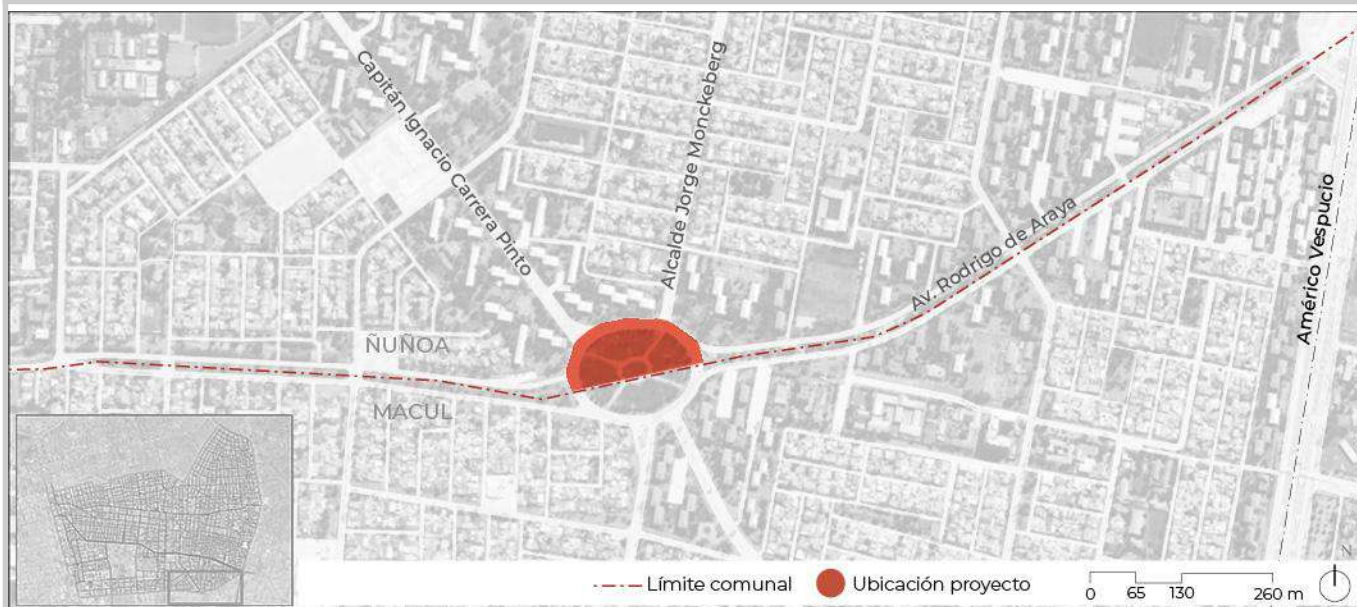 Capitán Ignacio Carrera Pinto
Alcalde Jorge Monckeberg
Av. Rodrigo de Araya
Américo Vespucio
ÑUÑOA
MACUL
Límite comunal
Ubicación proyecto
0 65 130 260 m
N